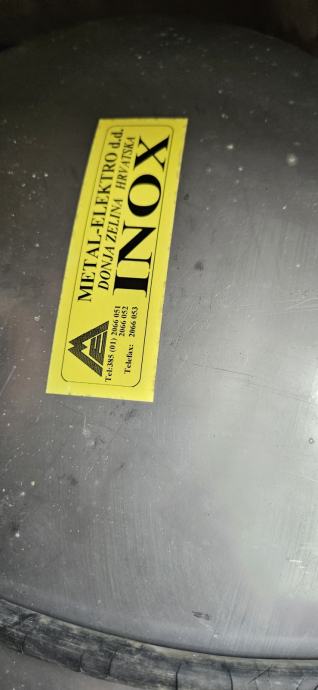 METAL-ELEKTRO d.d.
DONJA ZELINA HRVATSKA
INOX
Tel:385 (01) 2066 051
2066 052
Telefax: 2066 053